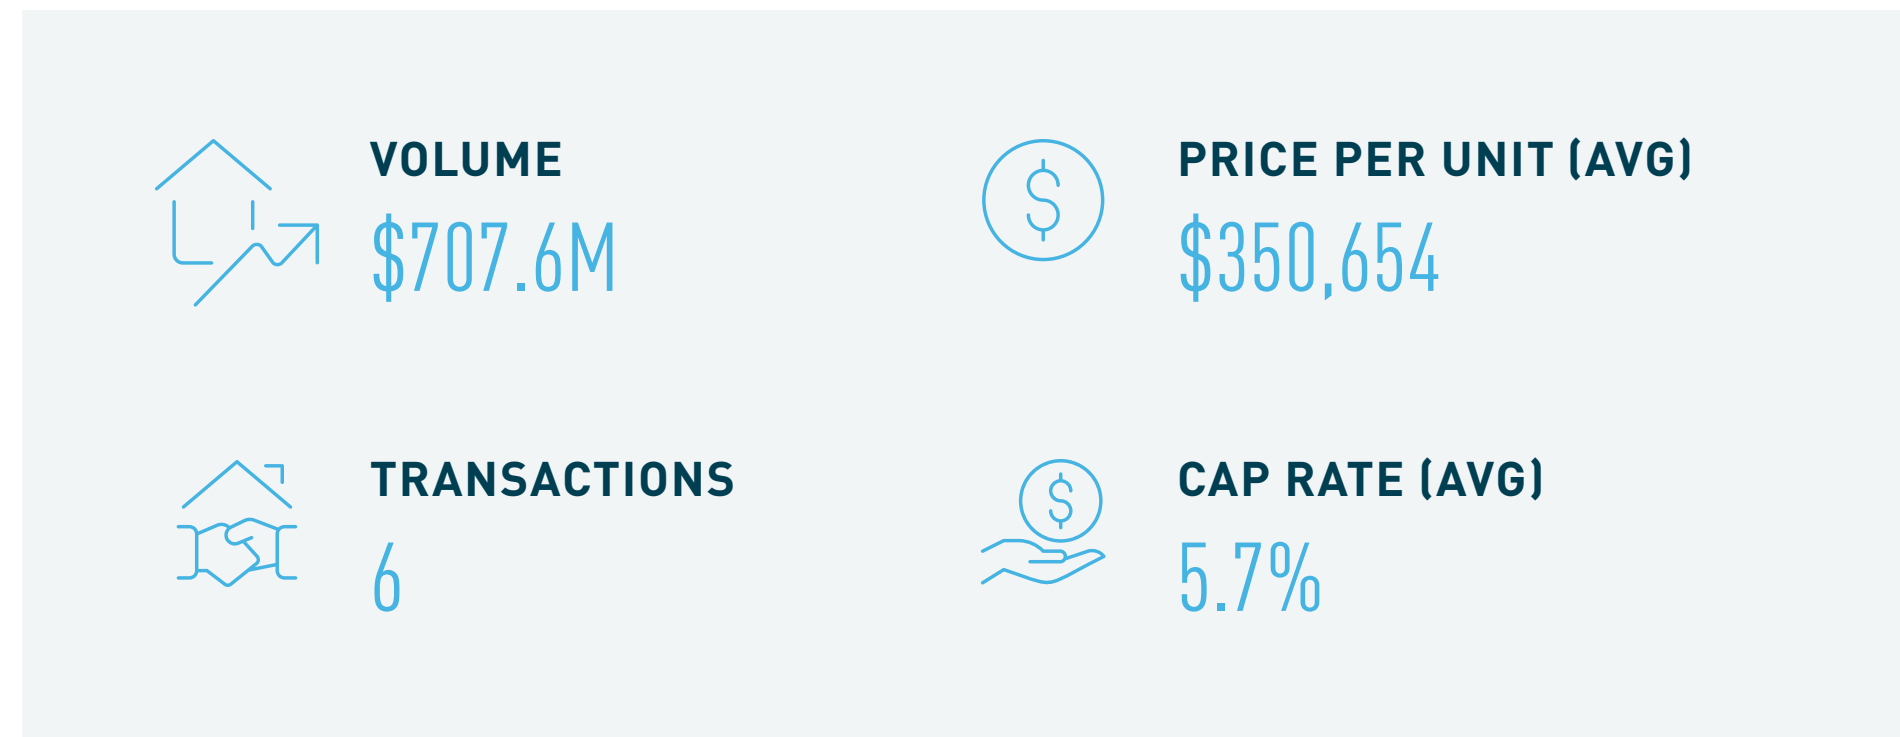 VOLUME
$707.6M
PRICE PER UNIT (AVG)
$350,654
TRANSACTIONS
6
CAP RATE (AVG)
5.7%